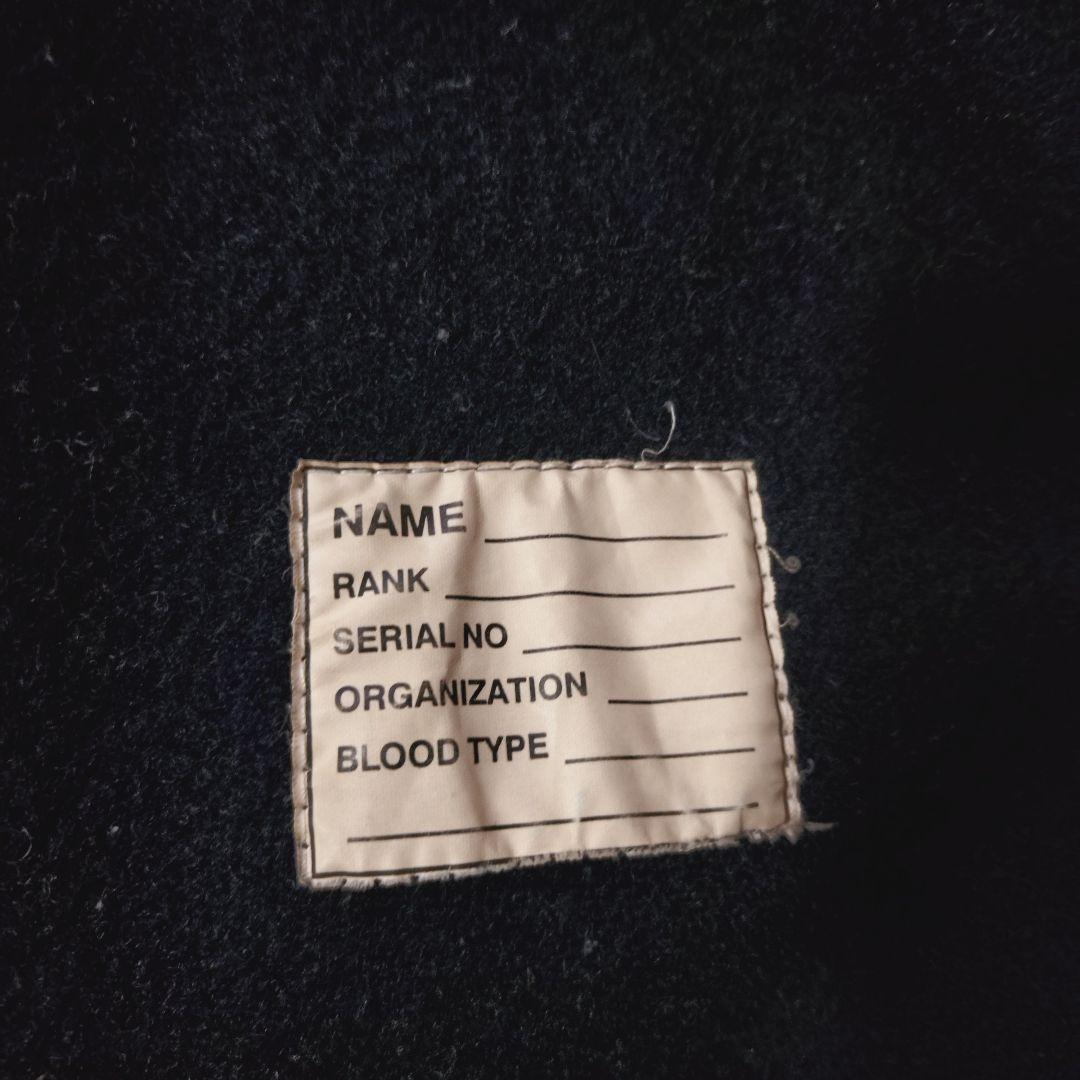 NAME
RANK
SERIAL NO
ORGANIZATION
BLOOD TYPE